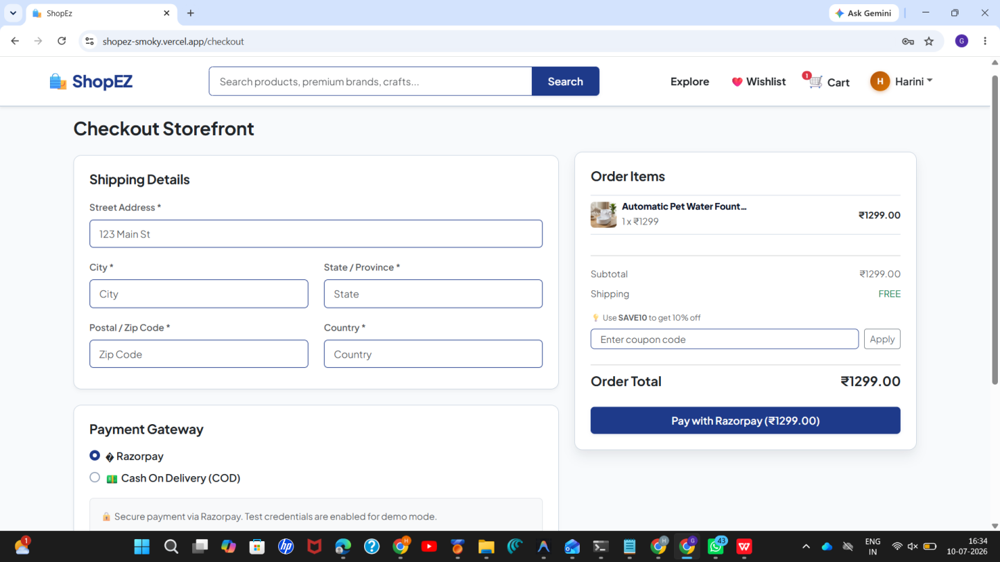 ShopEz
Ask Gemini
shopez-smoky.vercel.app/checkout
G
ShopEZ
Search products, premium brands, crafts...
Search
Explore
Wishlist
1
Cart
H
Harini
Checkout Storefront
Shipping Details
Street Address *
123 Main St
City *
State / Province *
City
State
Postal / Zip Code *
Country *
Zip Code
Country
Payment Gateway
� Razorpay
Cash On Delivery (COD)
Secure payment via Razorpay. Test credentials are enabled for demo mode.
Order Items
Automatic Pet Water Fount...
1 x ₹1299
₹1299.00
Subtotal
₹1299.00
Shipping
FREE
Use SAVE10 to get 10% off
Enter coupon code
Apply
Order Total
₹1299.00
Pay with Razorpay (₹1299.00)
1
hp
H
H
G
43
W
ENG
IN
16:34
10-07-2026